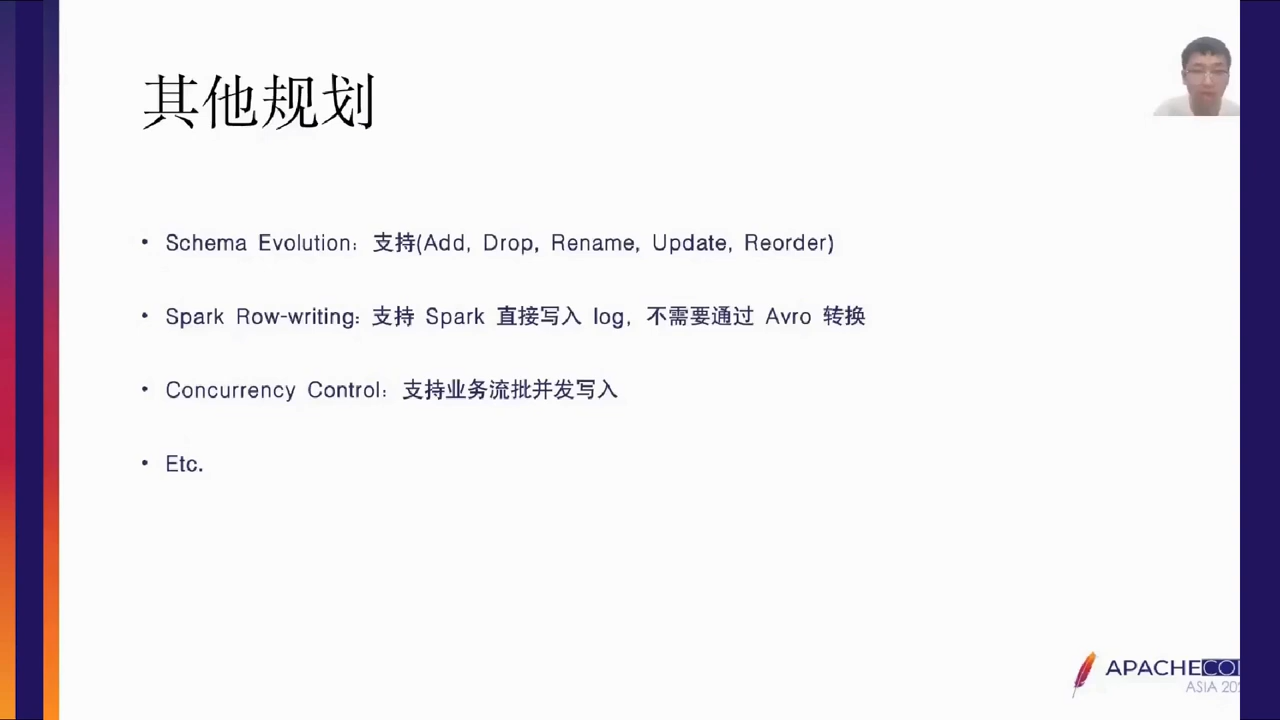 其他规划
• Schema Evolution：支持(Add, Drop, Rename, Update, Reorder)
• Spark Row-writing: 支持 Spark 直接写入 log，不需要通过 Avro 转换
• Concurrency Control：支持业务流批并发写入
• Etc.
APACHECO
ASIA 202